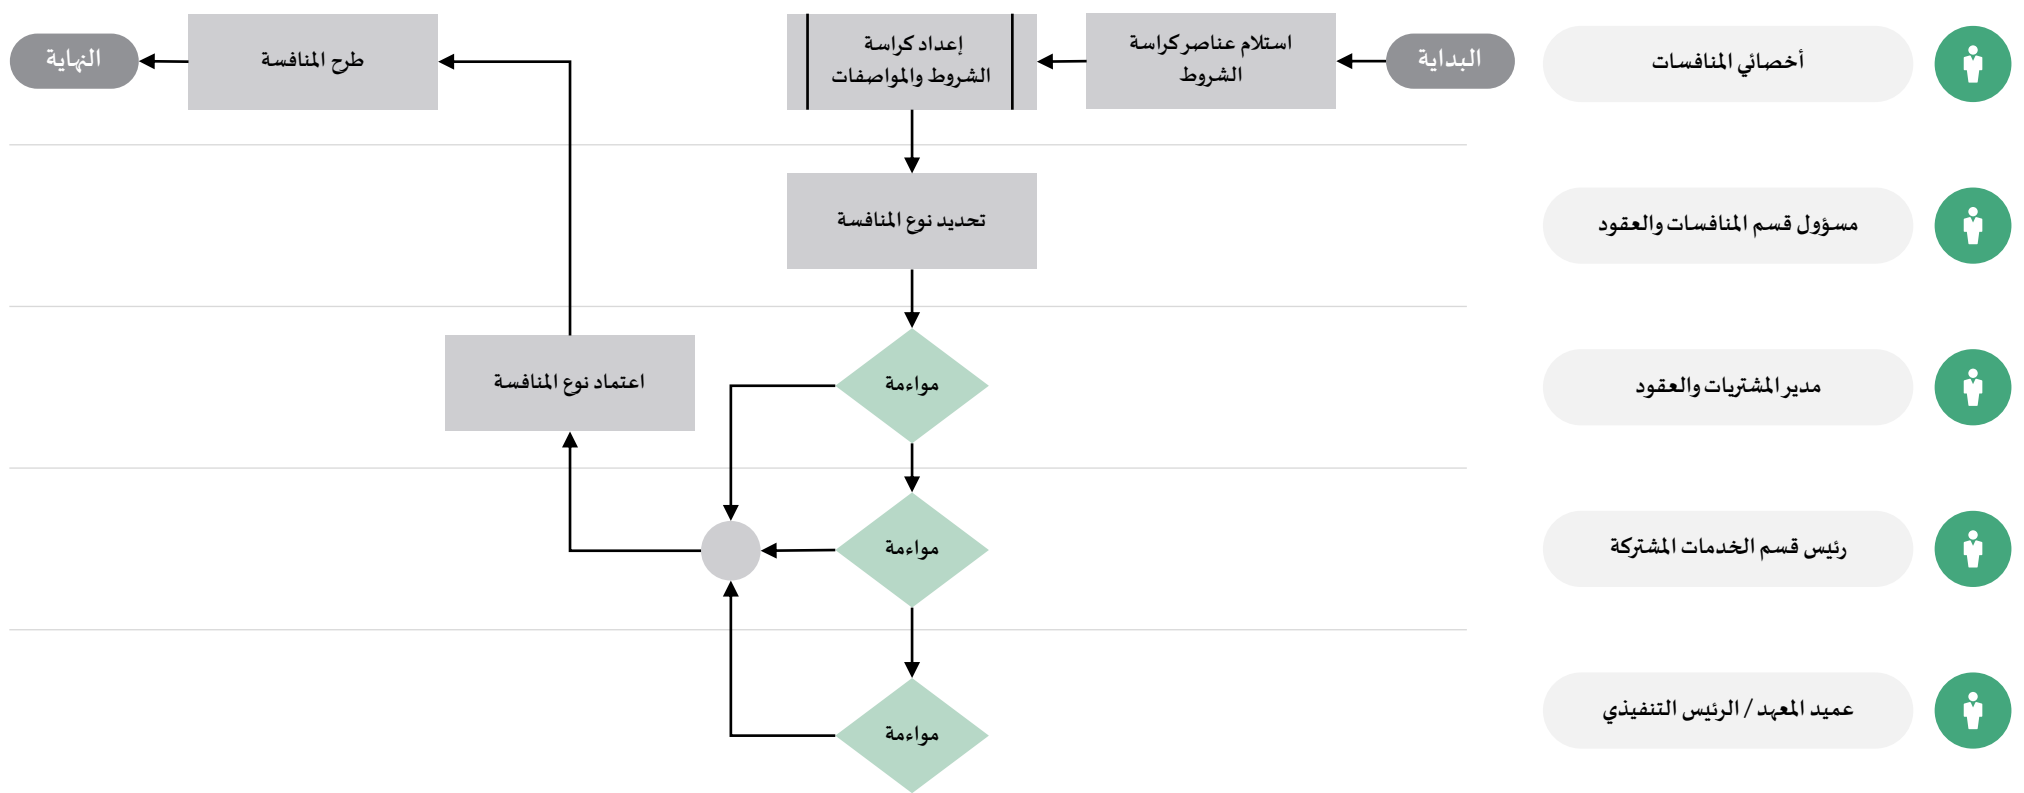 أخصائي المنافسات
البداية
استلام عناصر كراسة
الشروط
إعداد كراسة
الشروط والمواصفات
طرح المنافسة
النهاية
مسؤول قسم المنافسات والعقود
تحديد نوع المنافسة
مدير المشتريات والعقود
مواءمة
اعتماد نوع المنافسة
رئيس قسم الخدمات المشتركة
مواءمة
عميد المعهد / الرئيس التنفيذي
مواءمة